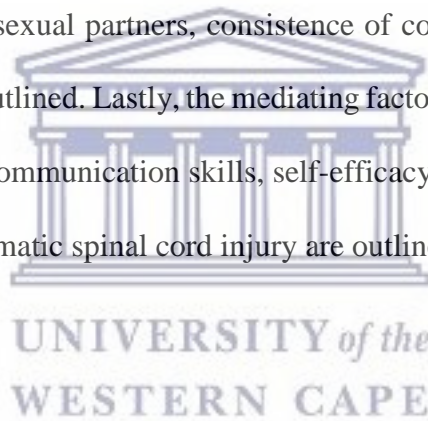 sexual partners, consistence of co
utlined. Lastly, the mediating facto
ommunication skills, self-efficacy
matic spinal cord injury are outline
UNIVERSITY of the
WESTERN CAPE